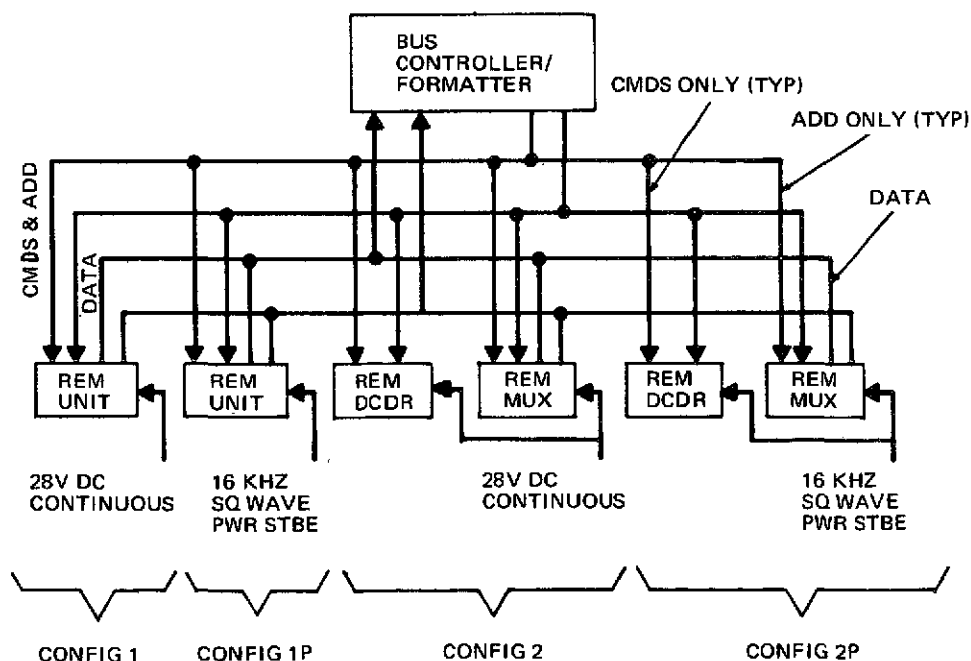 BUS
CONTROLLER/
FORMATTER
CMDS ONLY (TYP)
ADD ONLY (TYP)
DATA
CMDS & ADD
DATA
REM
UNIT
REM
UNIT
REM
DCDR
REM
MUX
REM
DCDR
REM
MUX
28V DC
CONTINUOUS
16 KHZ
SQ WAVE
PWR STBE
28V DC
CONTINUOUS
16 KHZ
SQ WAVE
PWR STBE
CONFIG 1
CONFIG 1P
CONFIG 2
CONFIG 2P